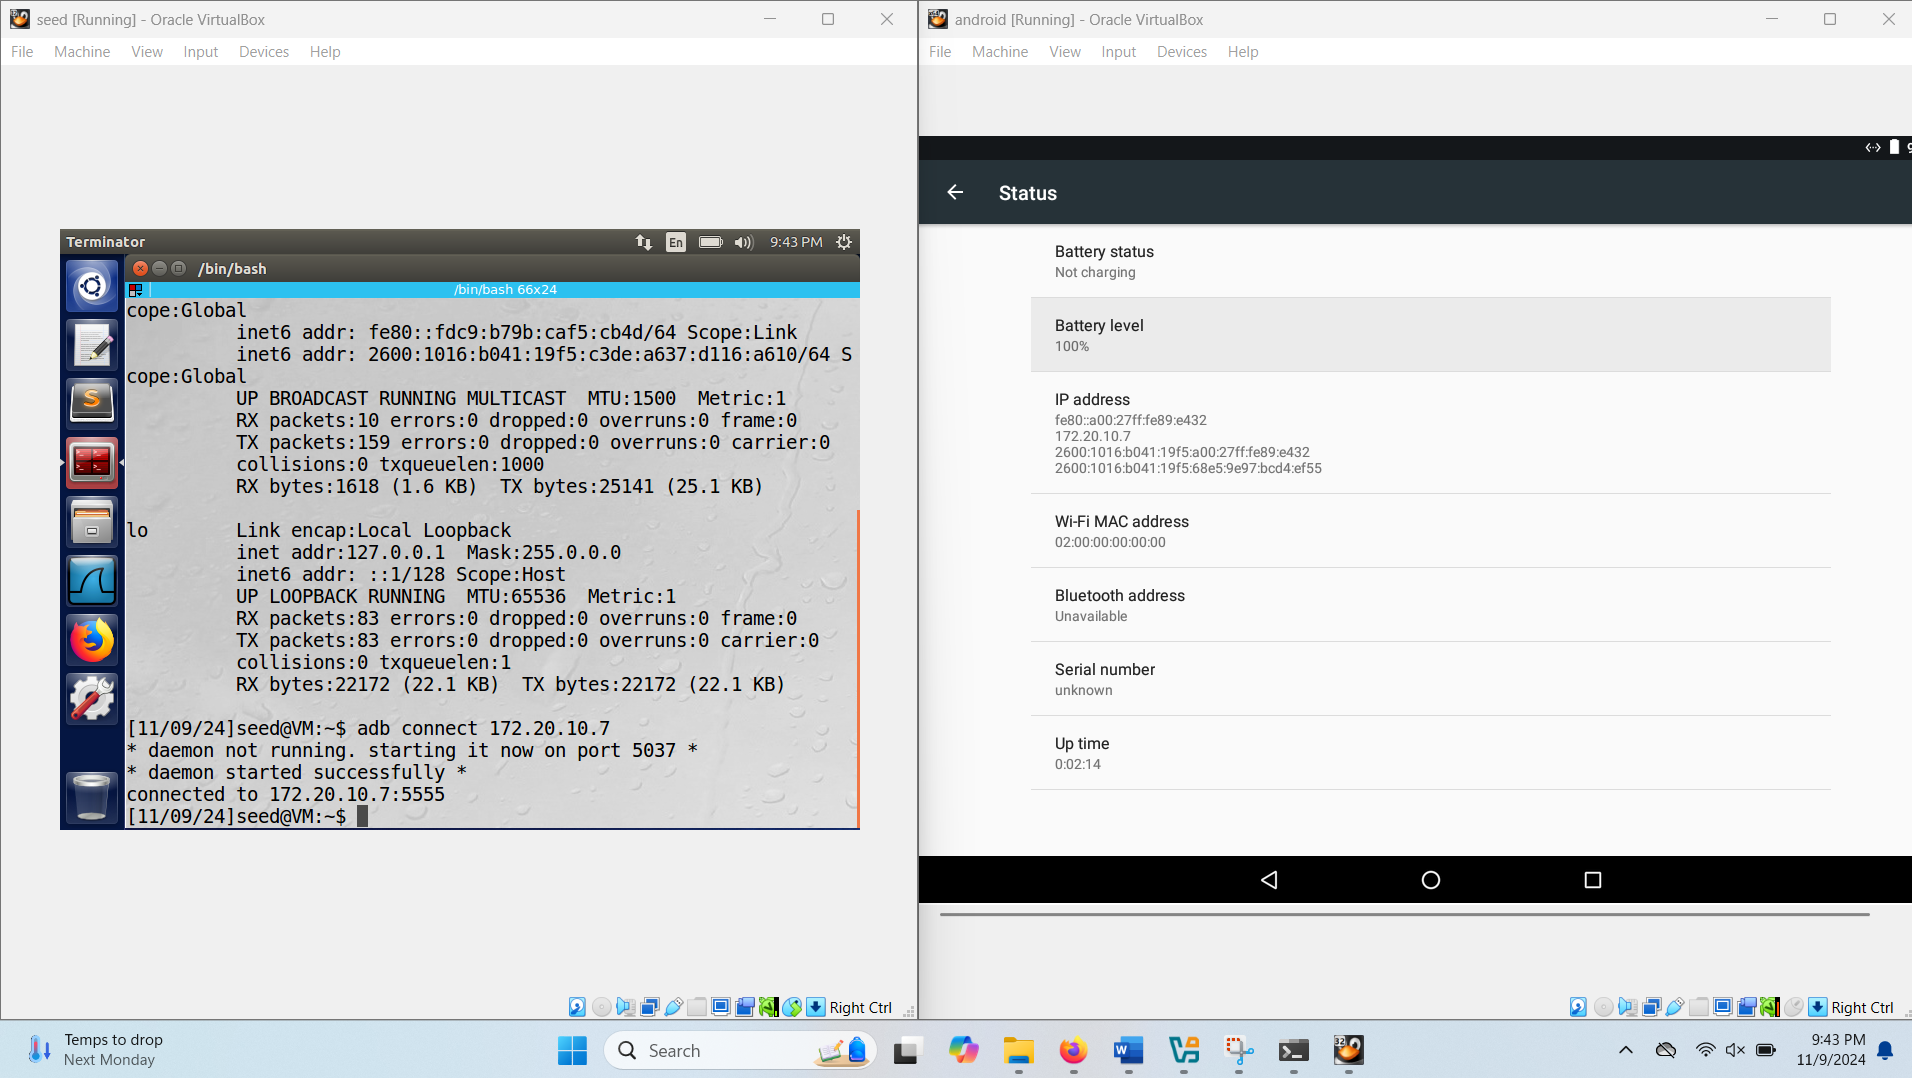 seed [Running] - Oracle VirtualBox
File Machine View Input Devices Help
Terminator
En
9:43 PM
/bin/bash
/bin/bash 66x24
cope:Global
inet6 addr: fe80::fdc9:b79b:caf5:cb4d/64 Scope:Link
inet6 addr: 2600:1016:b041:19f5:c3de:a637:d116:a610/64 S
cope:Global
UP BROADCAST RUNNING MULTICAST  MTU:1500  Metric:1
RX packets:10 errors:0 dropped:0 overruns:0 frame:0
TX packets:159 errors:0 dropped:0 overruns:0 carrier:0
collisions:0 txqueuelen:1000
RX bytes:1618 (1.6 KB)  TX bytes:25141 (25.1 KB)
lo        Link encap:Local Loopback
inet addr:127.0.0.1  Mask:255.0.0.0
inet6 addr: ::1/128 Scope:Host
UP LOOPBACK RUNNING  MTU:65536  Metric:1
RX packets:83 errors:0 dropped:0 overruns:0 frame:0
TX packets:83 errors:0 dropped:0 overruns:0 carrier:0
collisions:0 txqueuelen:1
RX bytes:22172 (22.1 KB)  TX bytes:22172 (22.1 KB)
[11/09/24]seed@VM:~$ adb connect 172.20.10.7
* daemon not running. starting it now on port 5037 *
* daemon started successfully *
connected to 172.20.10.7:5555
[11/09/24]seed@VM:~$
Right Ctrl
android [Running] - Oracle VirtualBox
File Machine View Input Devices Help
9
Status
Battery status
Not charging
Battery level
100%
IP address
fe80::a00:27ff:fe89:e432
172.20.10.7
2600:1016:b041:19f5:a00:27ff:fe89:e432
2600:1016:b041:19f5:68e5:9e97:bcd4:ef55
Wi-Fi MAC address
02:00:00:00:00:00
Bluetooth address
Unavailable
Serial number
unknown
Up time
0:02:14
Right Ctrl
Temps to drop
Next Monday
Search
32
9:43 PM
11/9/2024